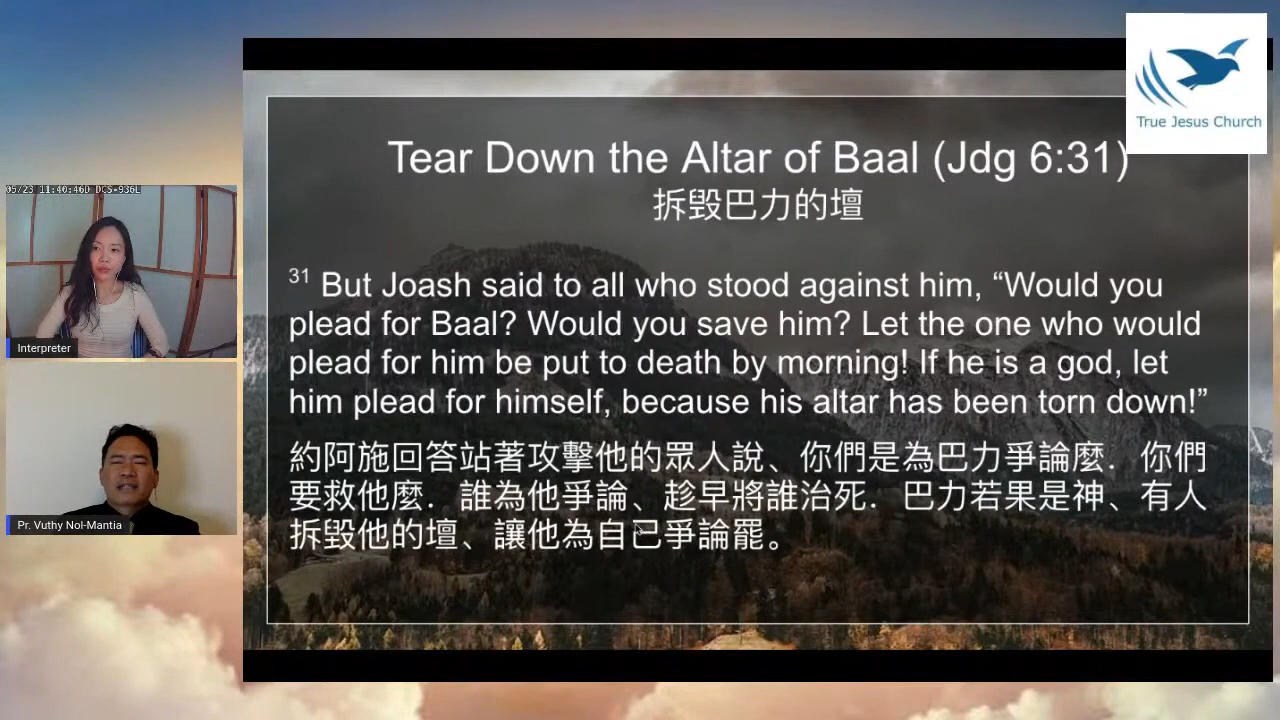 True Jesus Church
Tear Down the Altar of Baal (Jdg 6:31)
拆毀巴力的壇
31 But Joash said to all who stood against him, “Would you
plead for Baal? Would you save him? Let the one who would
plead for him be put to death by morning! If he is a god, let
him plead for himself, because his altar has been torn down!”
約阿施回答站著攻擊他的眾人說、你們是為巴力爭論麼．你們
要救他麼．誰為他爭論、趁早將誰治死．巴力若果是神、有人
拆毀他的壇、讓他為自己爭論罷。
05/23 11:40:46D DCS-936L
Interpreter
Pr. Vuthy Nol-Mantia